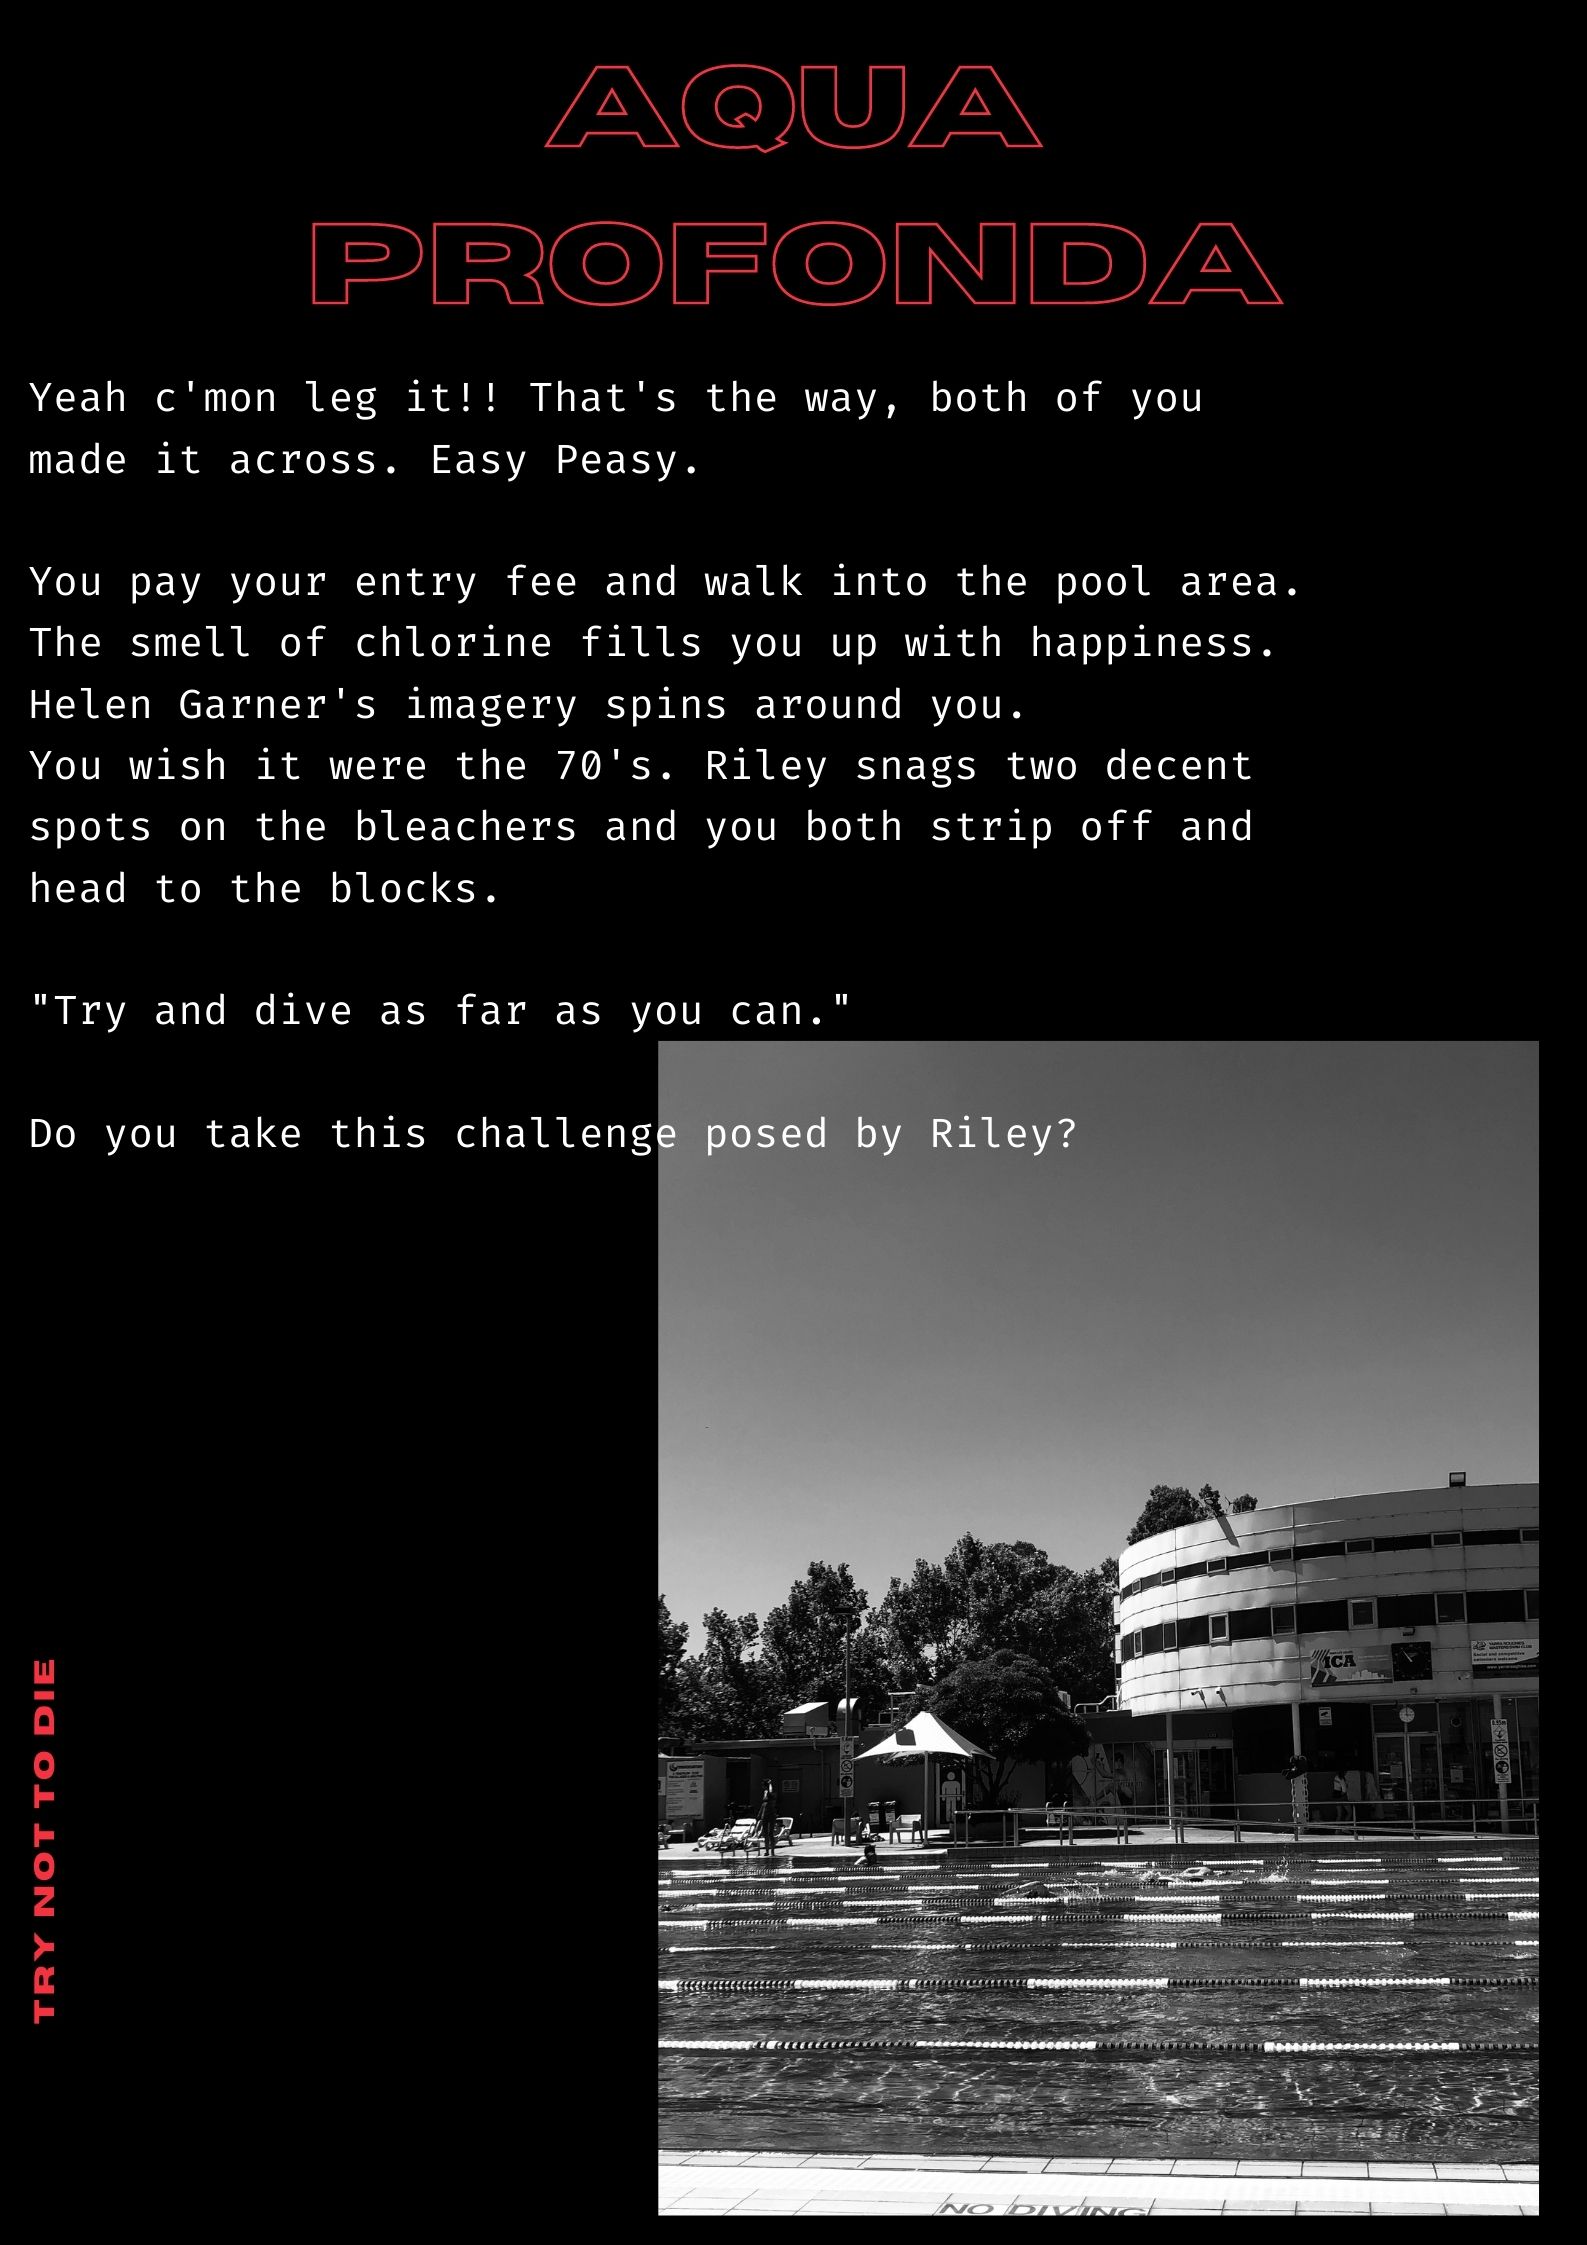 AQUA
PROFONDA
Yeah c'mon leg it!! That's the way, both of you
made it across. Easy Peasy.
You pay your entry fee and walk into the pool area.
The smell of chlorine fills you up with happiness.
Helen Garner's imagery spins around you.
You wish it were the 70's. Riley snags two decent
spots on the bleachers and you both strip off and
head to the blocks.
"Try and dive as far as you can."
Do you take this challenge posed by Riley?
TRY NOT TO DIE
ICA
NO DIVING